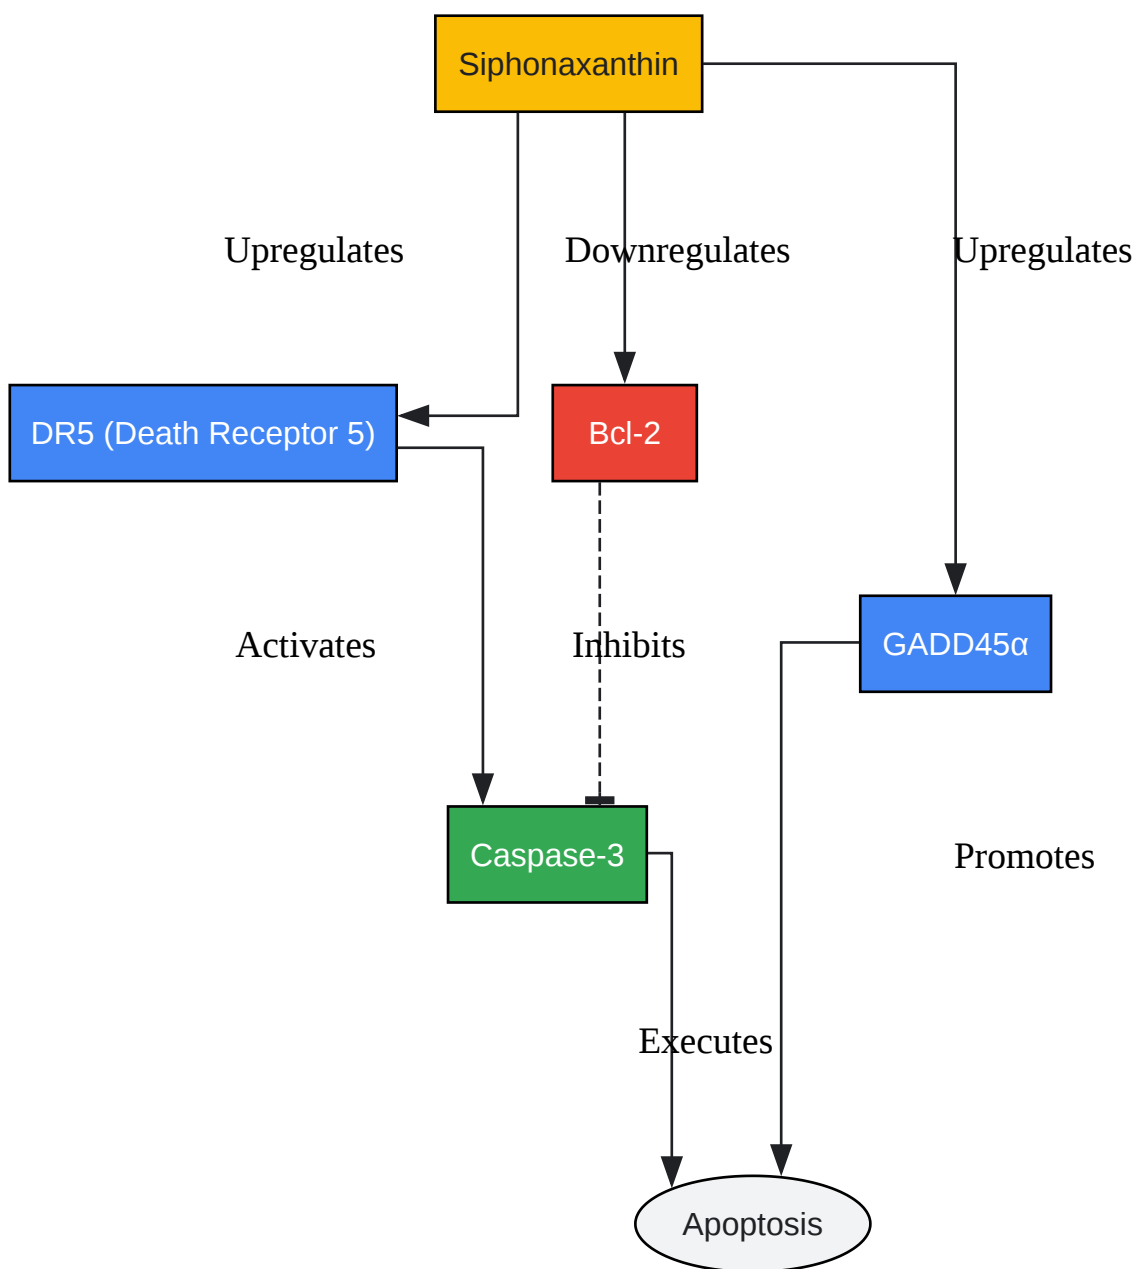 Siphonaxanthin
Upregulates
Downregulates
Upregulates
DR5 (Death Receptor 5)
Bcl-2
Activates
Inhibits
GADD45α
Caspase-3
Promotes
Executes
Apoptosis